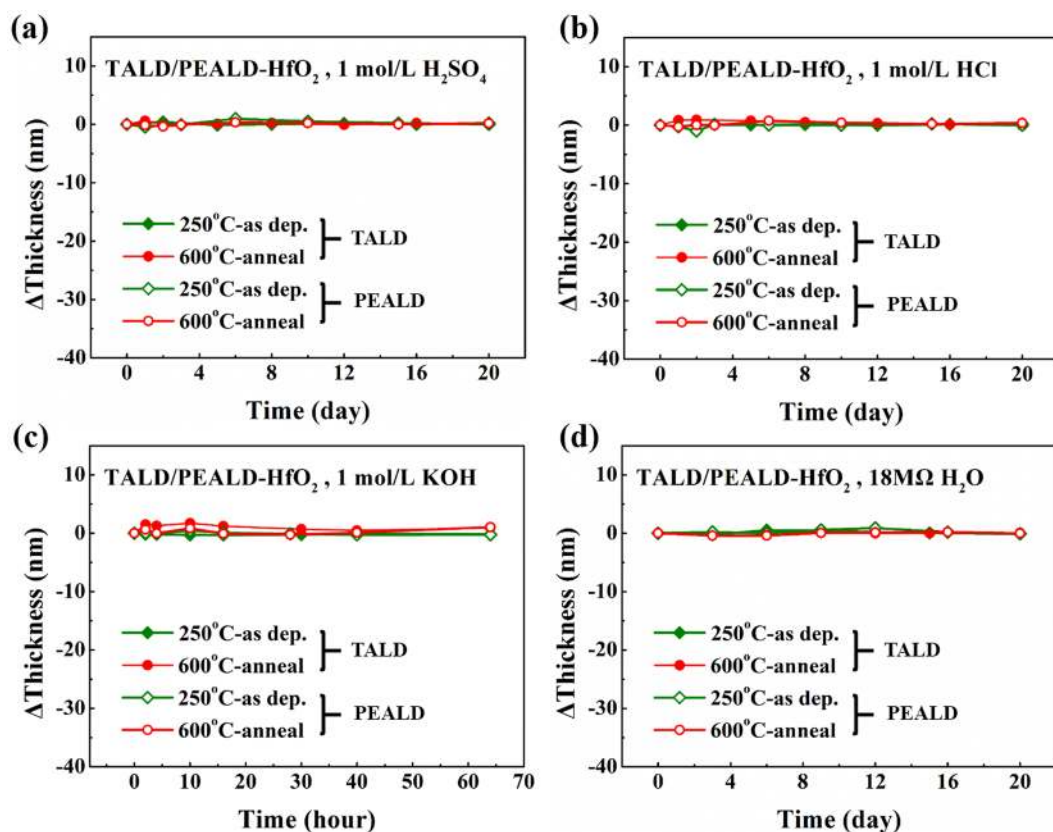 (a)
TALD/PEALD-HfO₂ , 1 mol/L H₂SO₄
ΔThickness (nm)
10
0
-10
-20
-30
-40
250°C-as dep.
600°C-anneal
TALD
250°C-as dep.
600°C-anneal
PEALD
0 4 8 12 16 20
Time (day)
(b)
TALD/PEALD-HfO₂ , 1 mol/L HCl
ΔThickness (nm)
10
0
-10
-20
-30
-40
250°C-as dep.
600°C-anneal
TALD
250°C-as dep.
600°C-anneal
PEALD
0 4 8 12 16 20
Time (day)
(c)
TALD/PEALD-HfO₂ , 1 mol/L KOH
ΔThickness (nm)
10
0
-10
-20
-30
-40
250°C-as dep.
600°C-anneal
TALD
250°C-as dep.
600°C-anneal
PEALD
0 10 20 30 40 50 60 70
Time (hour)
(d)
TALD/PEALD-HfO₂ , 18MΩ H₂O
ΔThickness (nm)
10
0
-10
-20
-30
-40
250°C-as dep.
600°C-anneal
TALD
250°C-as dep.
600°C-anneal
PEALD
0 4 8 12 16 20
Time (day)